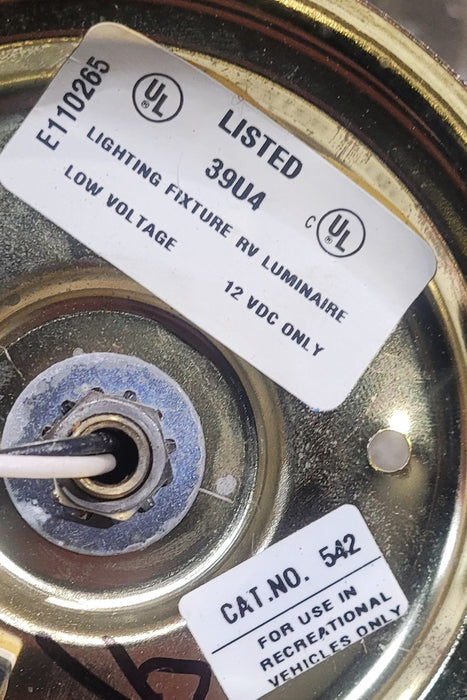 E110265
UL
®
LISTED
39U4
C UL
®
LIGHTING FIXTURE RV LUMINAIRE
LOW VOLTAGE 12 VDC ONLY
CAT.NO. 542
FOR USE IN
RECREATIONAL
VEHICLES ONLY